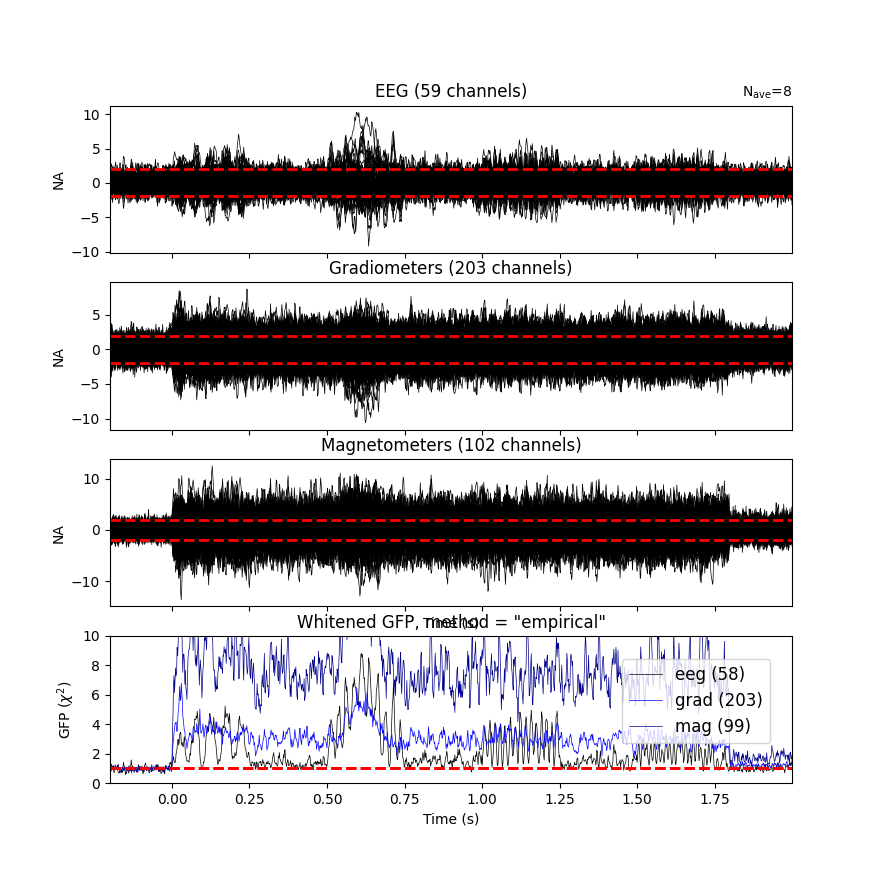 EEG (59 channels)
N_ave=8
10
5
0
−5
−10
NA
Gradiometers (203 channels)
5
0
−5
−10
NA
Magnetometers (102 channels)
10
0
−10
NA
Time (s)
Whitened GFP, method = "empirical"
10
8
6
4
2
0
GFP (χ²)
eeg (58)
grad (203)
mag (99)
0.00 0.25 0.50 0.75 1.00 1.25 1.50 1.75
Time (s)